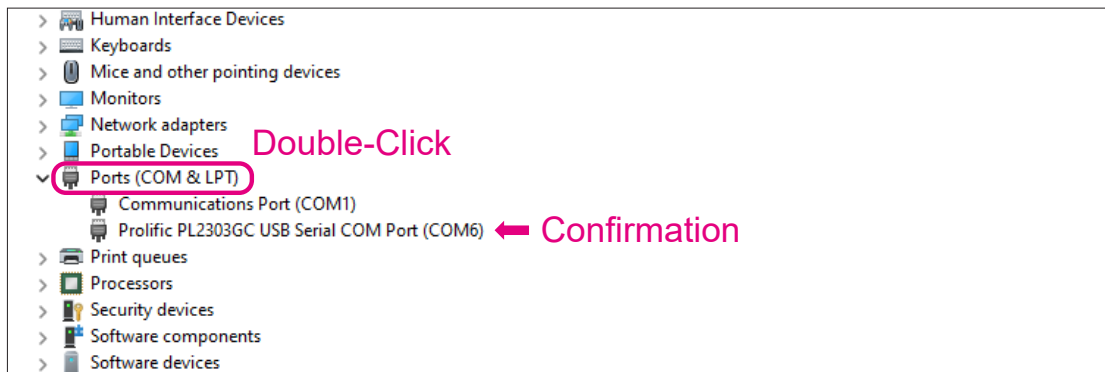 Human Interface Devices
Keyboards
Mice and other pointing devices
Monitors
Network adapters
Double-Click
Portable Devices
Ports (COM & LPT)
Communications Port (COM1)
Prolific PL2303GC USB Serial COM Port (COM6)
Confirmation
Print queues
Processors
Security devices
Software components
Software devices